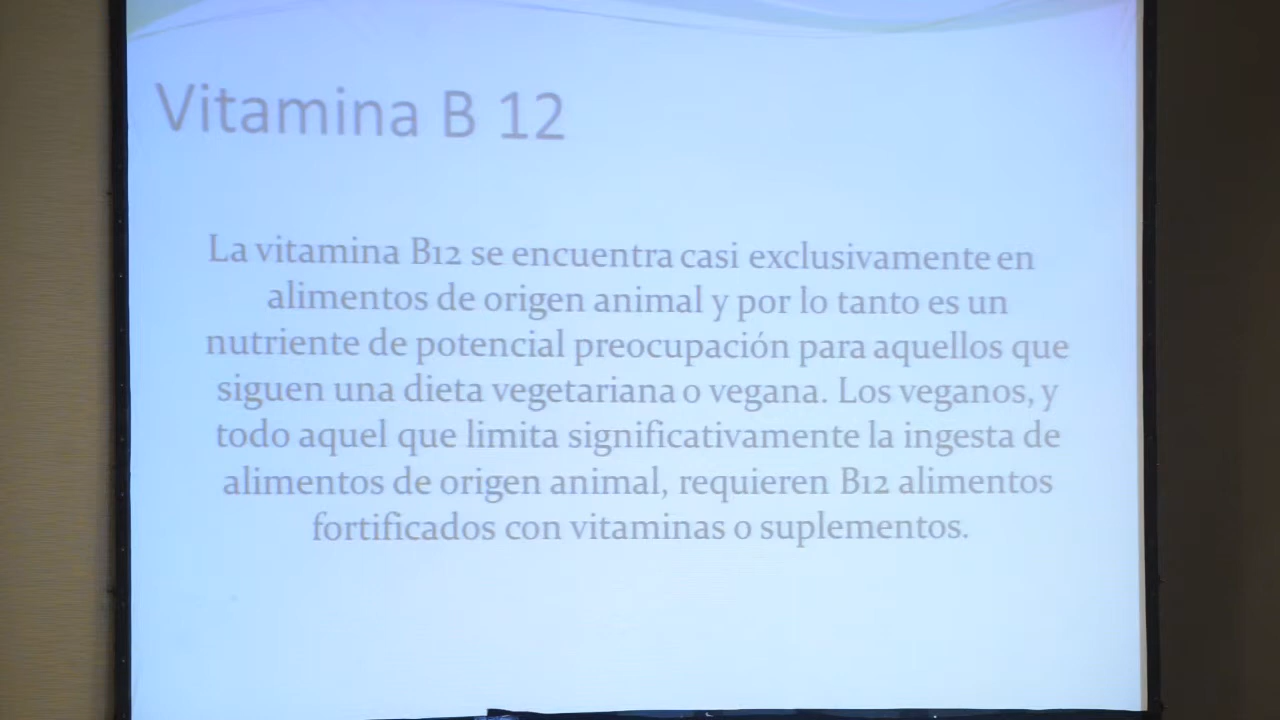 Vitamina B 12
La vitamina B12 se encuentra casi exclusivamente en
alimentos de origen animal y por lo tanto es un
nutriente de potencial preocupación para aquellos que
siguen una dieta vegetariana o vegana. Los veganos, y
todo aquel que limita significativamente la ingesta de
alimentos de origen animal, requieren B12 alimentos
fortificados con vitaminas o suplementos.